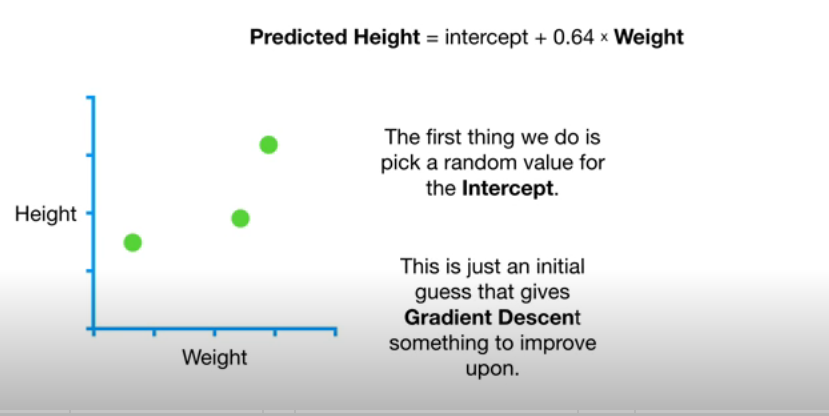 Predicted Height = intercept + 0.64 × Weight
The first thing we do is
pick a random value for
the Intercept.
Height
This is just an initial
guess that gives
Gradient Descent
something to improve
upon.
Weight